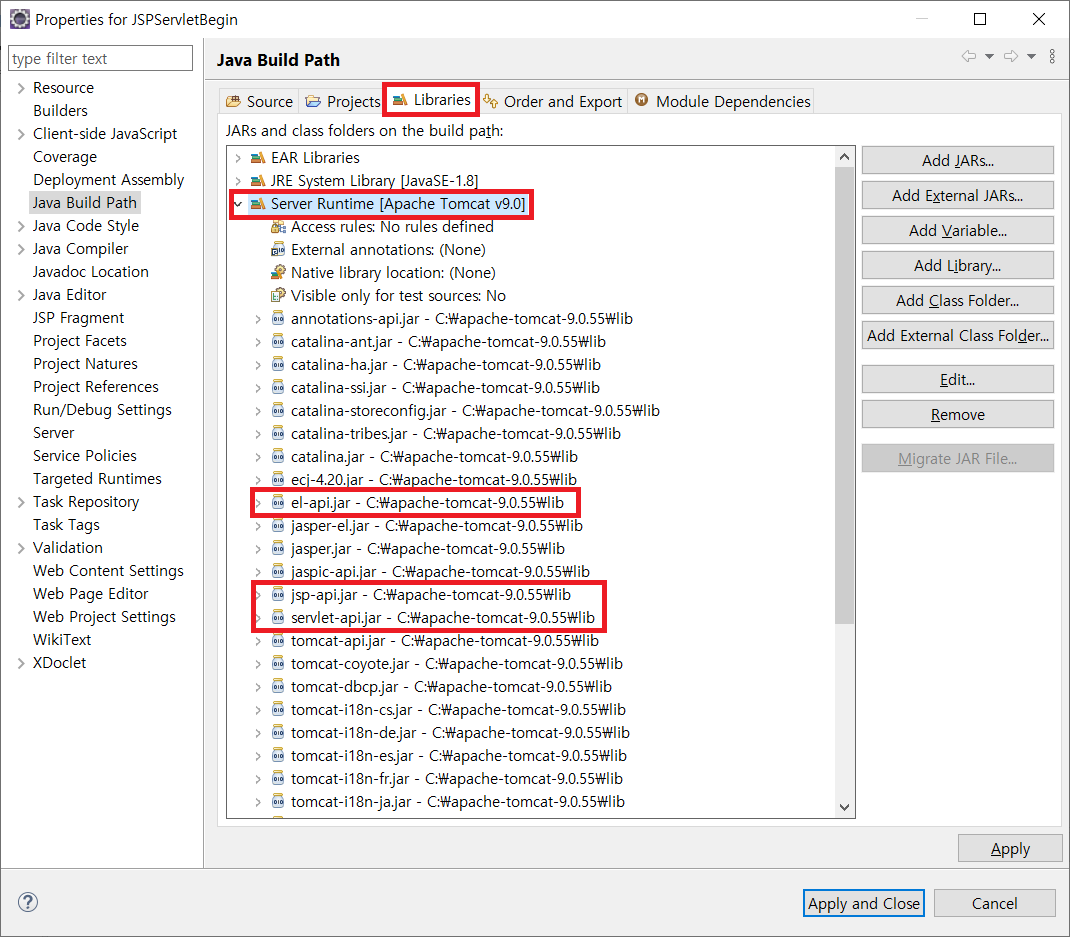 Properties for JSPServletBegin
type filter text
Resource
Builders
Client-side JavaScript
Coverage
Deployment Assembly
Java Build Path
Java Code Style
Java Compiler
Javadoc Location
Java Editor
JSP Fragment
Project Facets
Project Natures
Project References
Run/Debug Settings
Server
Service Policies
Targeted Runtimes
Task Repository
Task Tags
Validation
Web Content Settings
Web Page Editor
Web Project Settings
WikiText
XDoclet
Java Build Path
Source Projects Libraries Order and Export Module Dependencies
JARs and class folders on the build path:
EAR Libraries
JRE System Library [JavaSE-1.8]
Server Runtime [Apache Tomcat v9.0]
Access rules: No rules defined
External annotations: (None)
Native library location: (None)
Visible only for test sources: No
annotations-api.jar - C:₩apache-tomcat-9.0.55₩lib
catalina-ant.jar - C:₩apache-tomcat-9.0.55₩lib
catalina-ha.jar - C:₩apache-tomcat-9.0.55₩lib
catalina-ssi.jar - C:₩apache-tomcat-9.0.55₩lib
catalina-storeconfig.jar - C:₩apache-tomcat-9.0.55₩lib
catalina-tribes.jar - C:₩apache-tomcat-9.0.55₩lib
catalina.jar - C:₩apache-tomcat-9.0.55₩lib
ecj-4.20.jar - C:₩apache-tomcat-9.0.55₩lib
el-api.jar - C:₩apache-tomcat-9.0.55₩lib
jasper-el.jar - C:₩apache-tomcat-9.0.55₩lib
jasper.jar - C:₩apache-tomcat-9.0.55₩lib
jaspic-api.jar - C:₩apache-tomcat-9.0.55₩lib
jsp-api.jar - C:₩apache-tomcat-9.0.55₩lib
servlet-api.jar - C:₩apache-tomcat-9.0.55₩lib
tomcat-api.jar - C:₩apache-tomcat-9.0.55₩lib
tomcat-coyote.jar - C:₩apache-tomcat-9.0.55₩lib
tomcat-dbcp.jar - C:₩apache-tomcat-9.0.55₩lib
tomcat-i18n-cs.jar - C:₩apache-tomcat-9.0.55₩lib
tomcat-i18n-de.jar - C:₩apache-tomcat-9.0.55₩lib
tomcat-i18n-es.jar - C:₩apache-tomcat-9.0.55₩lib
tomcat-i18n-fr.jar - C:₩apache-tomcat-9.0.55₩lib
tomcat-i18n-ja.jar - C:₩apache-tomcat-9.0.55₩lib
Add JARs...
Add External JARs...
Add Variable...
Add Library...
Add Class Folder...
Add External Class Folder...
Edit...
Remove
Migrate JAR File...
Apply
Apply and Close
Cancel